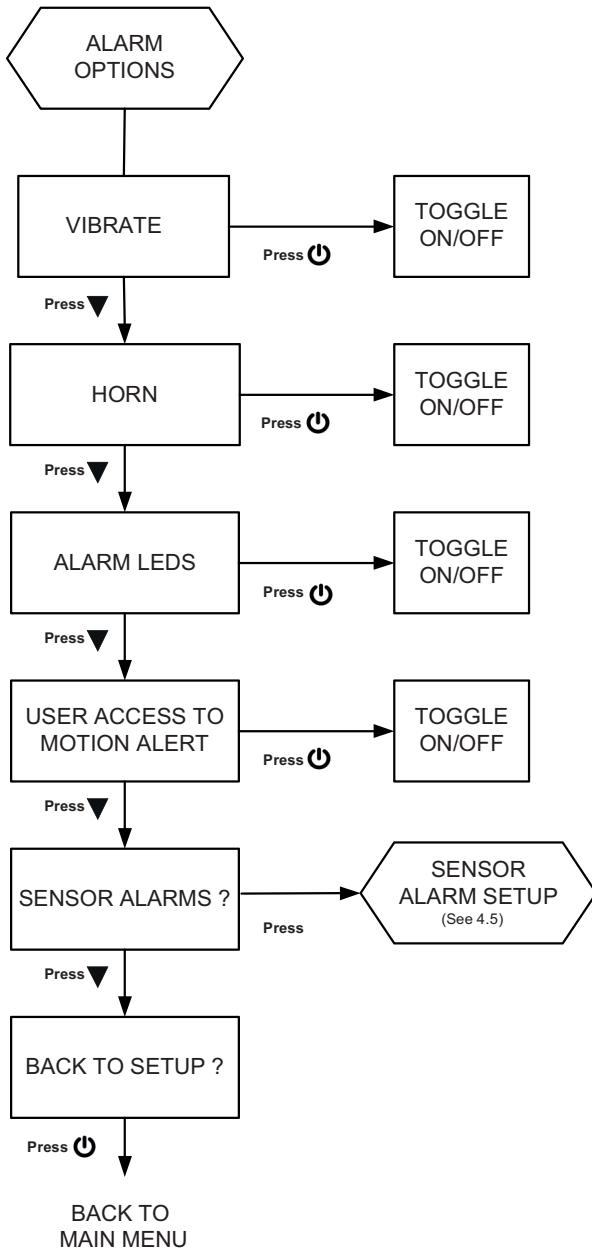 ALARM
OPTIONS
VIBRATE
Press ⏻
TOGGLE
ON/OFF
Press ▼
HORN
Press ⏻
TOGGLE
ON/OFF
Press ▼
ALARM LEDS
Press ⏻
TOGGLE
ON/OFF
Press ▼
USER ACCESS TO
MOTION ALERT
Press ⏻
TOGGLE
ON/OFF
Press ▼
SENSOR ALARMS ?
Press
SENSOR
ALARM SETUP
(See 4.5)
Press ▼
BACK TO SETUP ?
Press ⏻
BACK TO
MAIN MENU